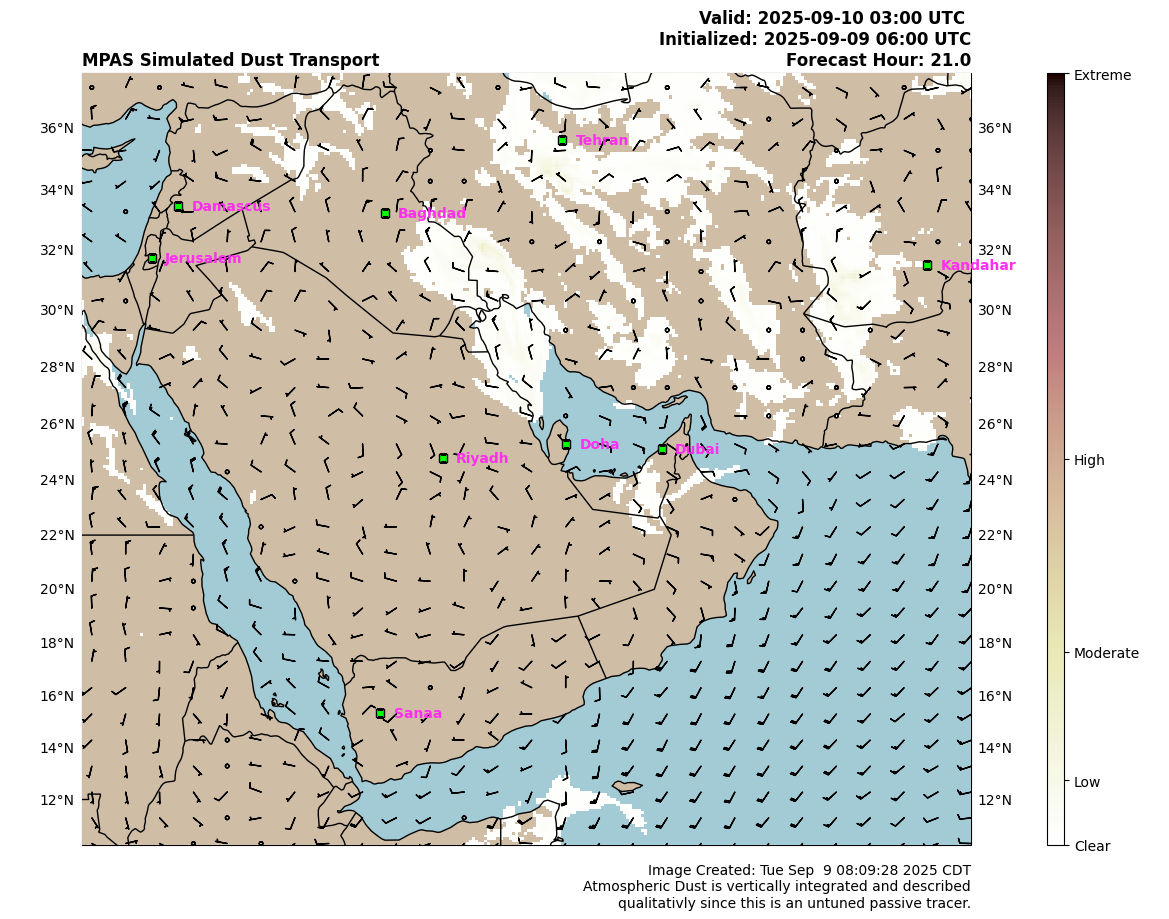 Valid: 2025-09-10 03:00 UTC
Initialized: 2025-09-09 06:00 UTC
MPAS Simulated Dust Transport Forecast Hour: 21.0
Extreme
36°N Tehran 36°N
34°N Damascus Baghdad 34°N
32°N Jerusalem 32°N
Kandahar
30°N 30°N
28°N 28°N
26°N 26°N
Doha Dubai
Riyadh High
24°N 24°N
22°N 22°N
20°N 20°N
18°N 18°N
Moderate
16°N 16°N
Sanaa
14°N 14°N
Low
12°N 12°N
Clear
Image Created: Tue Sep  9 08:09:28 2025 CDT
Atmospheric Dust is vertically integrated and described
qualitativly since this is an untuned passive tracer.